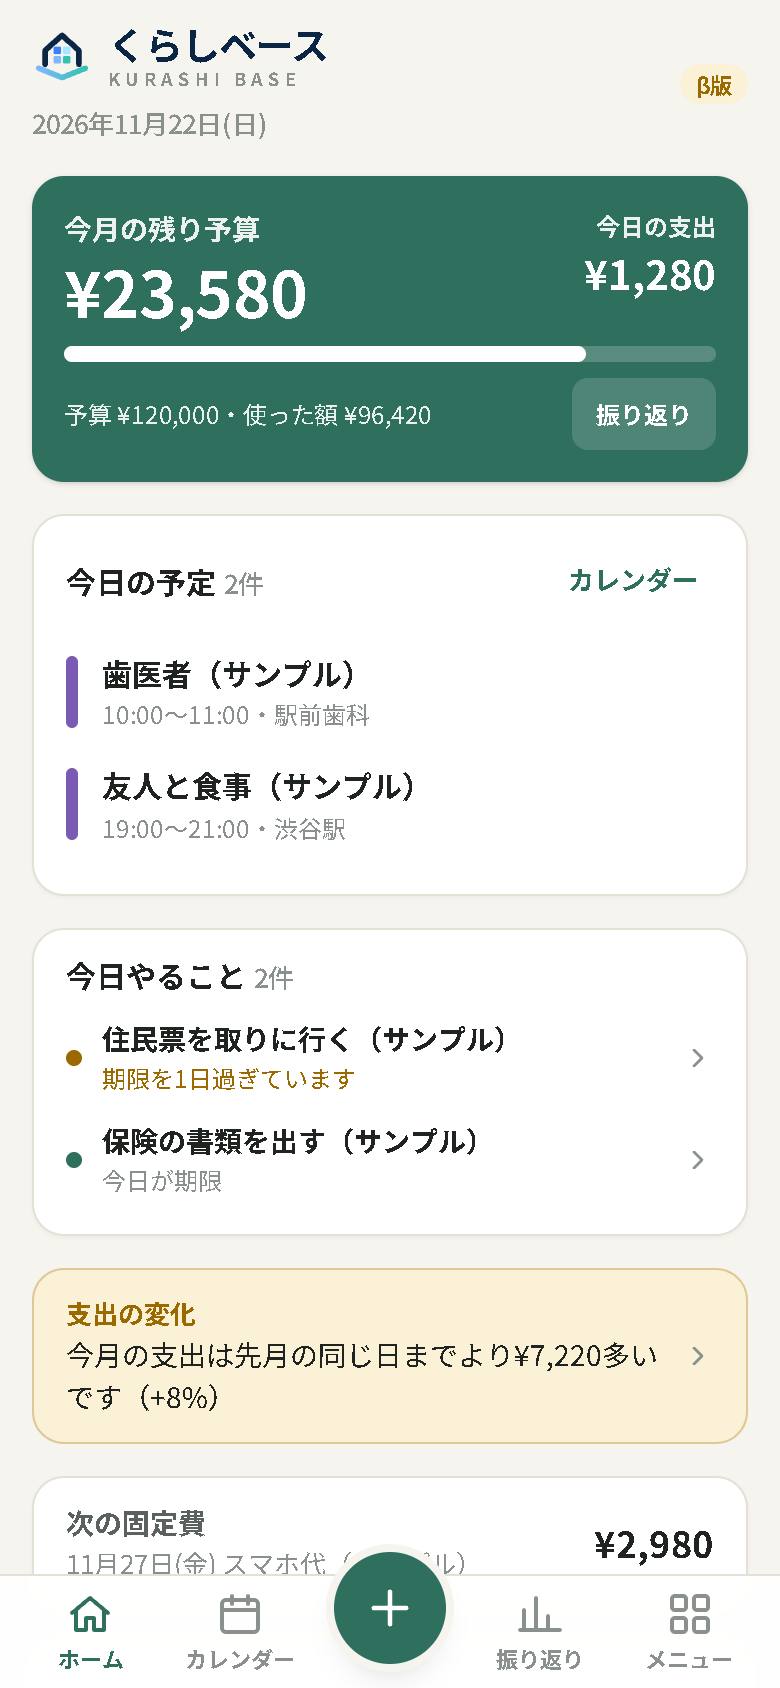 くらしベース
KURASHI BASE
β版
2026年11月22日(日)
今月の残り予算
今日の支出
¥23,580
¥1,280
予算 ¥120,000・使った額 ¥96,420
振り返り
今日の予定 2件
カレンダー
歯医者（サンプル）
10:00〜11:00・駅前歯科
友人と食事（サンプル）
19:00〜21:00・渋谷駅
今日やること 2件
住民票を取りに行く（サンプル）
期限を1日過ぎています
保険の書類を出す（サンプル）
今日が期限
支出の変化
今月の支出は先月の同じ日までより¥7,220多い
です（+8%）
次の固定費
¥2,980
11月27日(金) スマホ代（
ル）
ホーム
カレンダー
振り返り
メニュー